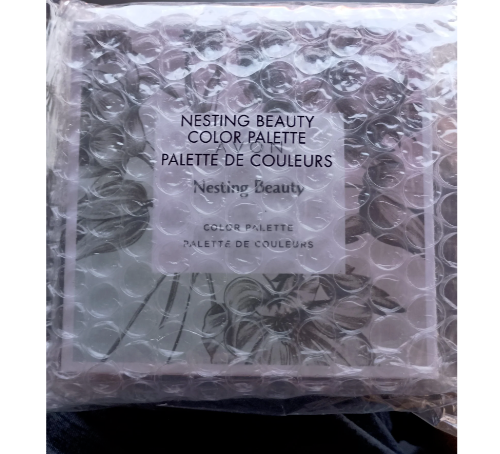 NESTING BEAUTY
COLOR PALETTE
AVON
PALETTE DE COULEURS
Nesting Beauty
COLOR PALETTE
PALETTE DE COULEURS